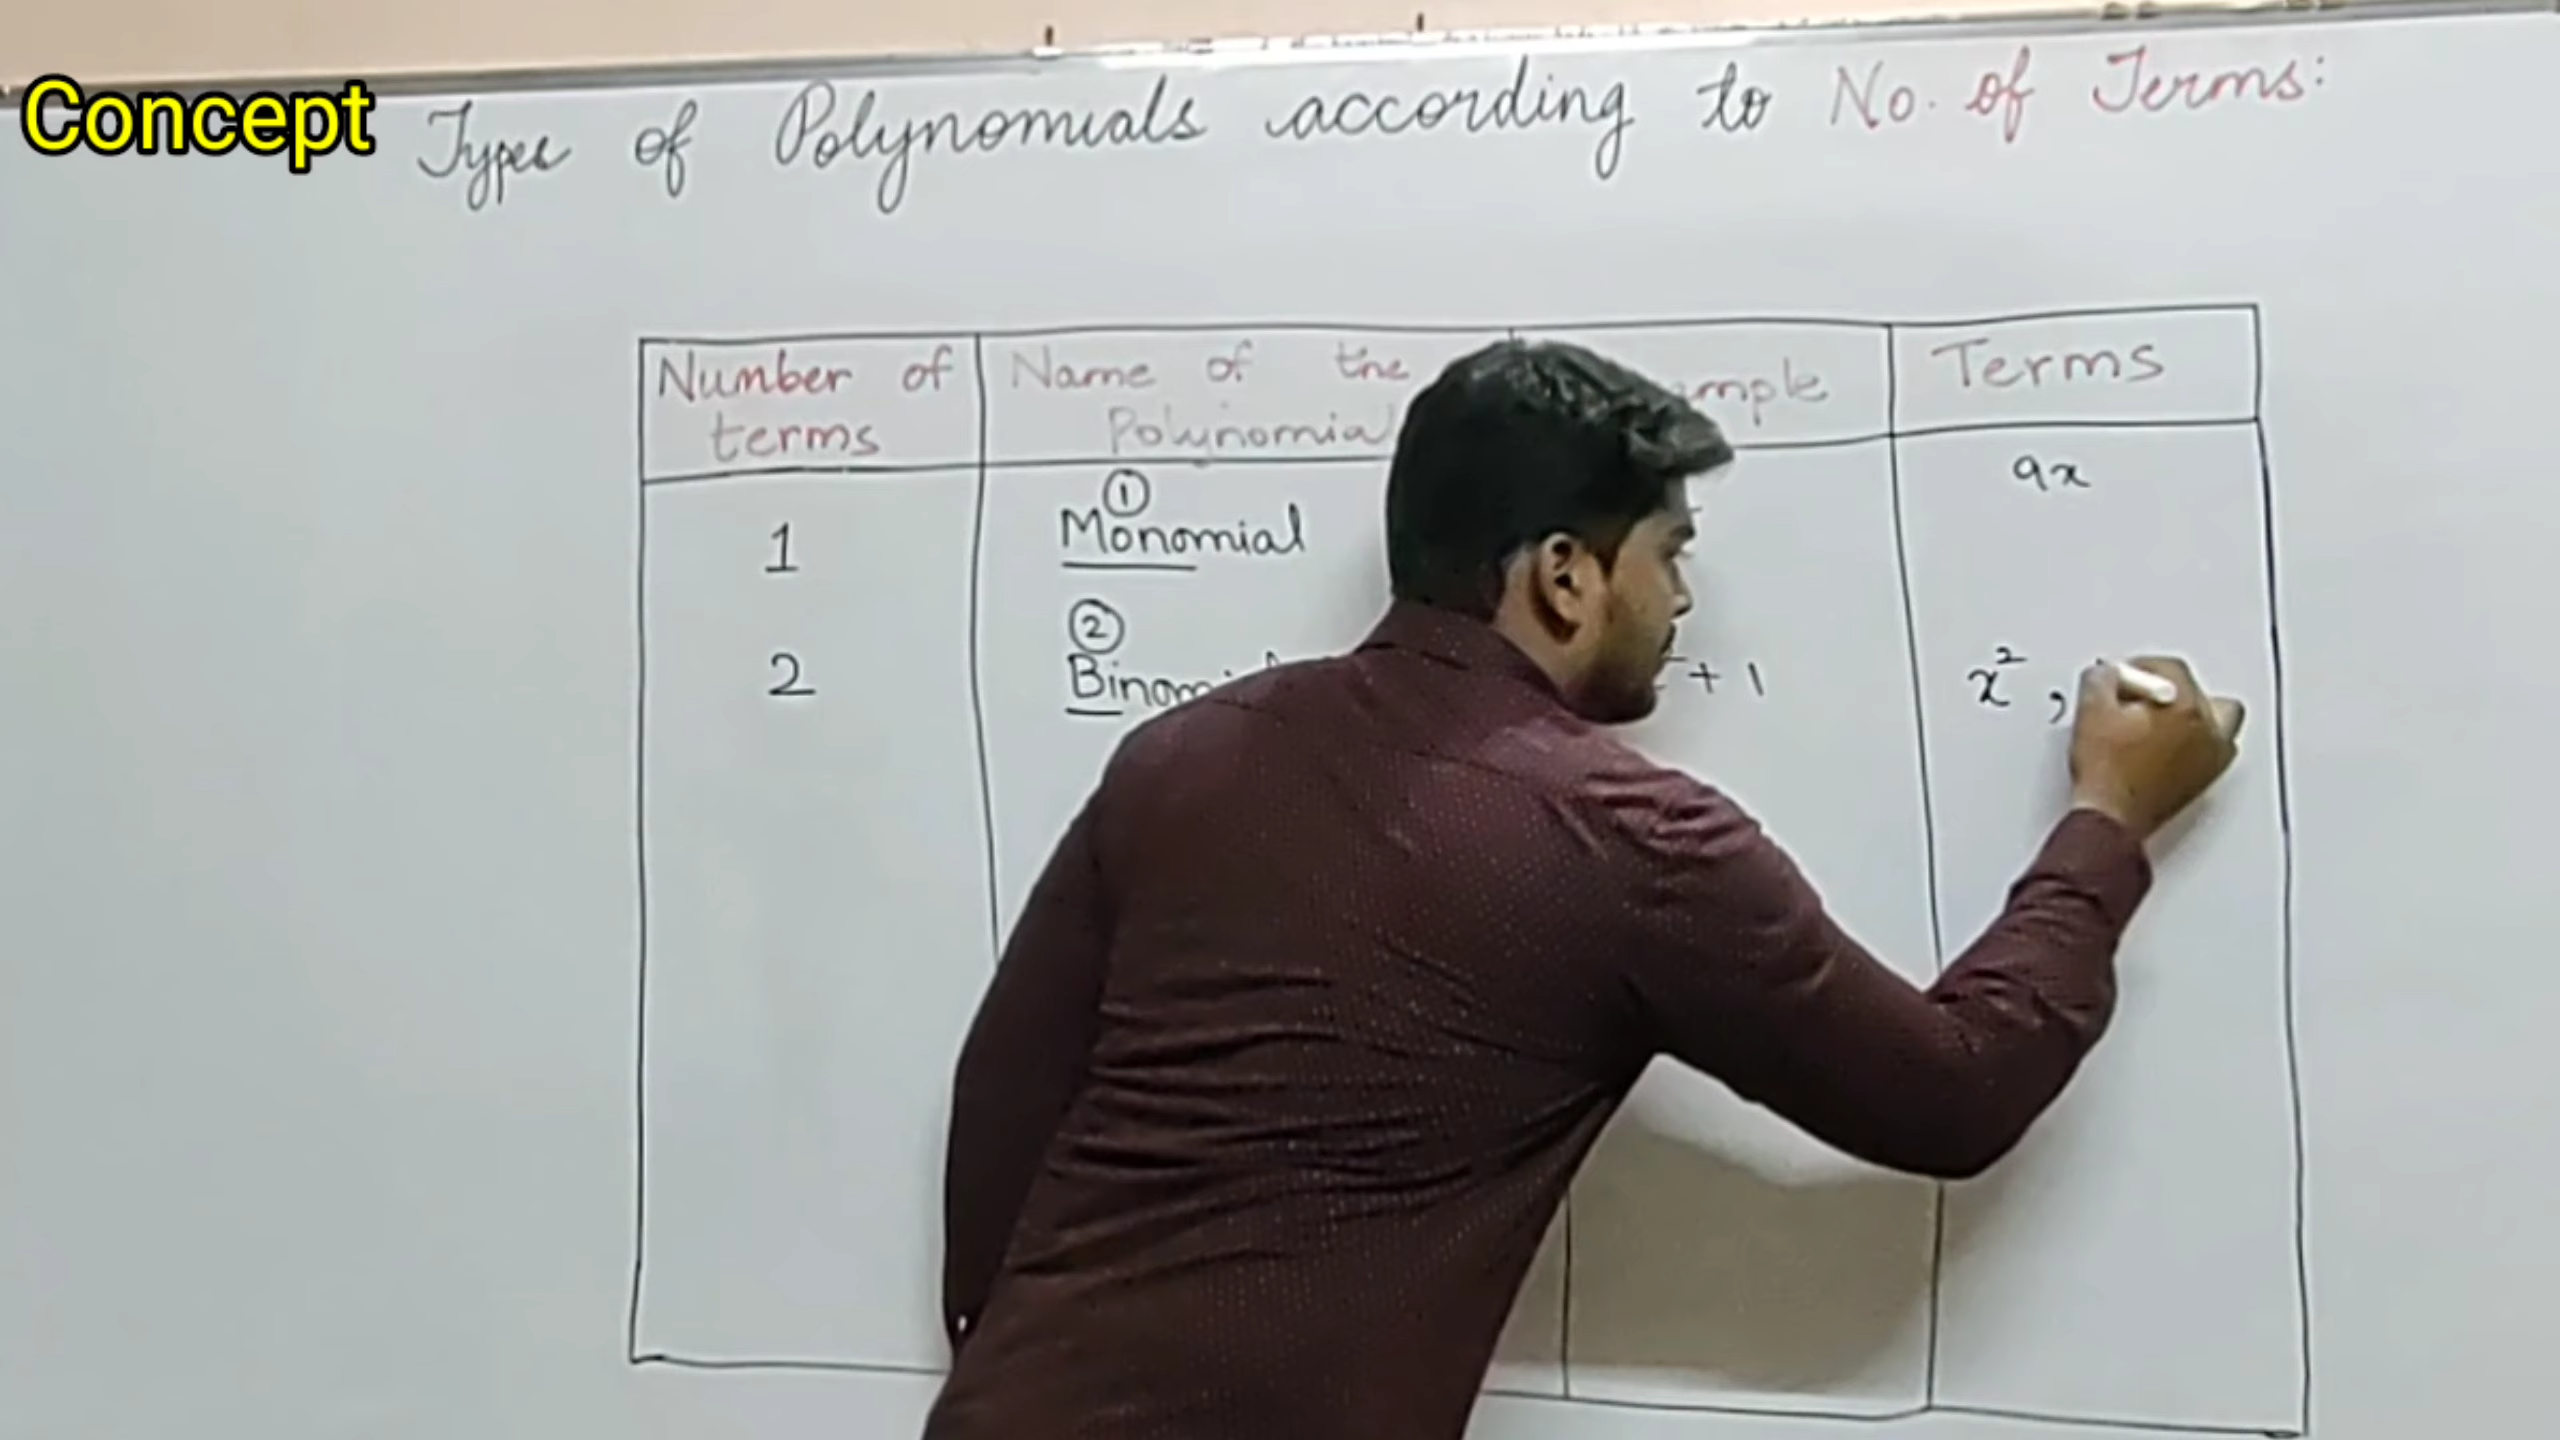 Concept
Types of Polynomials according to No. of Terms:
Number of terms
Name of the Polynomial
Terms
1
①
Monomial
9x
2
②
+ 1
x² ,